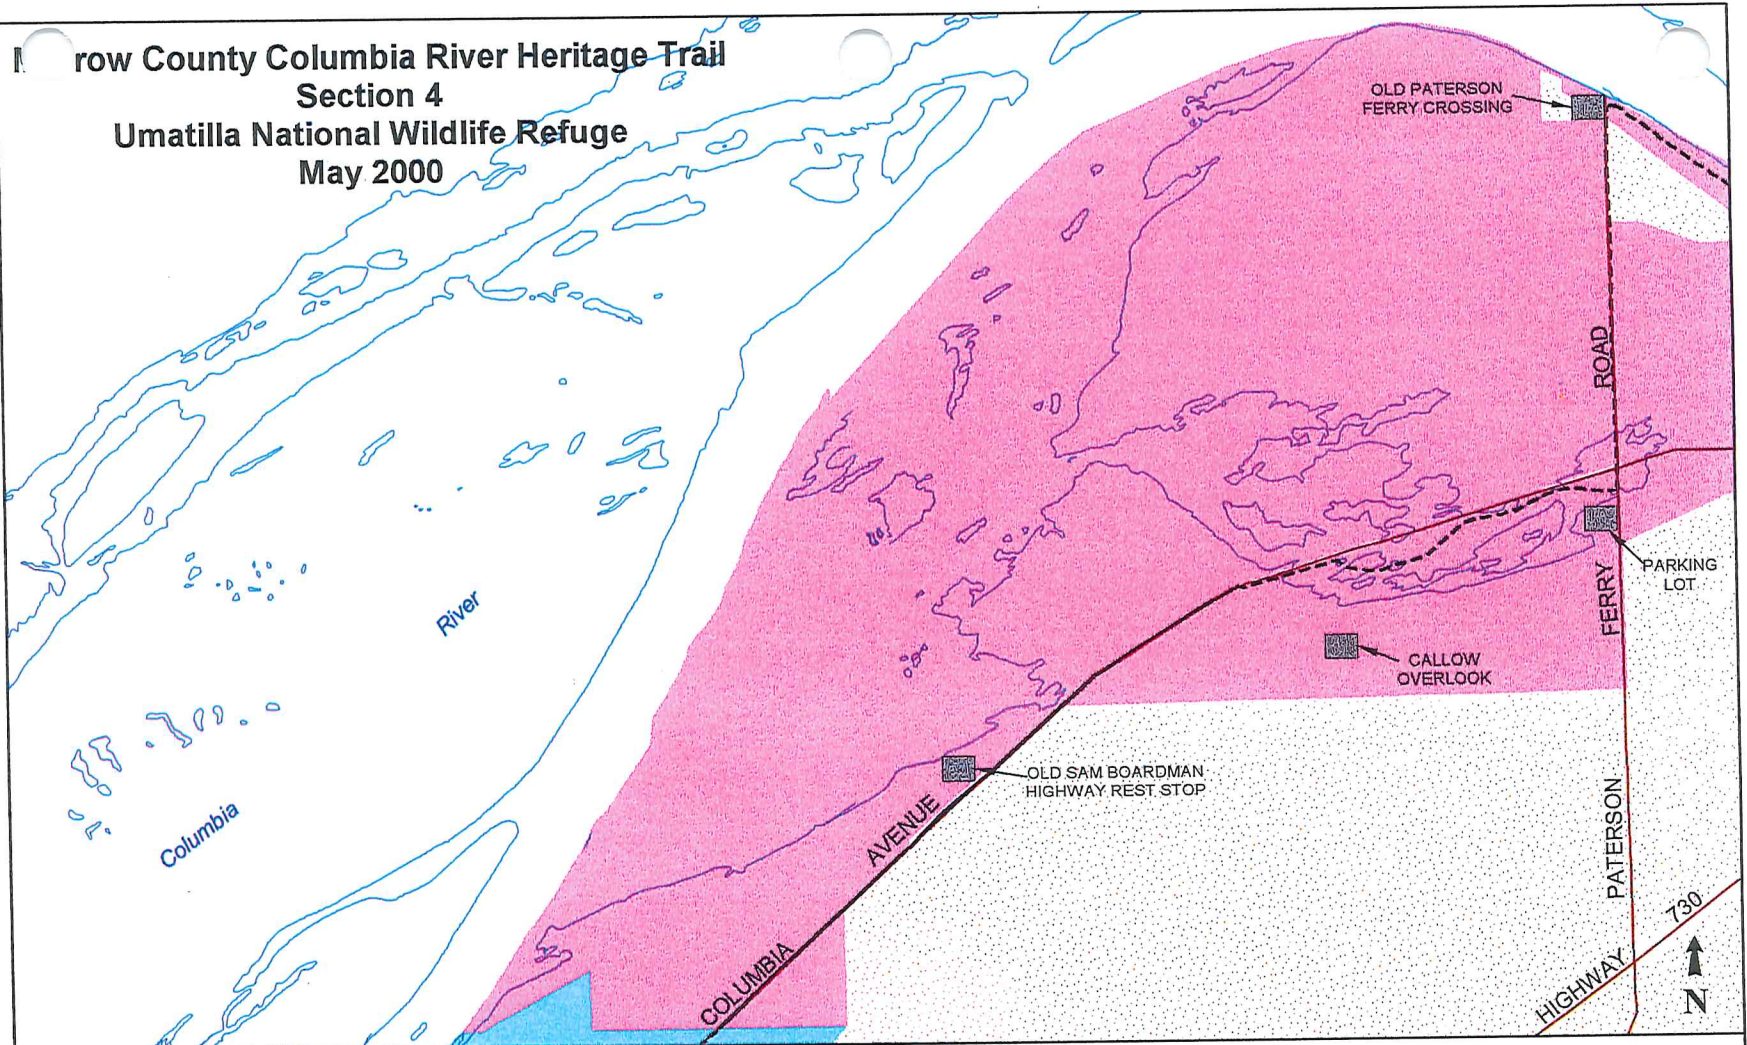 row County Columbia River Heritage Trail
Section 4
Umatilla National Wildlife Refuge
May 2000
OLD PATERSON
FERRY CROSSING
ROAD
PARKING
LOT
FERRY
CALLOW
OVERLOOK
River
OLD SAM BOARDMAN
HIGHWAY REST STOP
Columbia
AVENUE
PATERSON
730
COLUMBIA
HIGHWAY
N